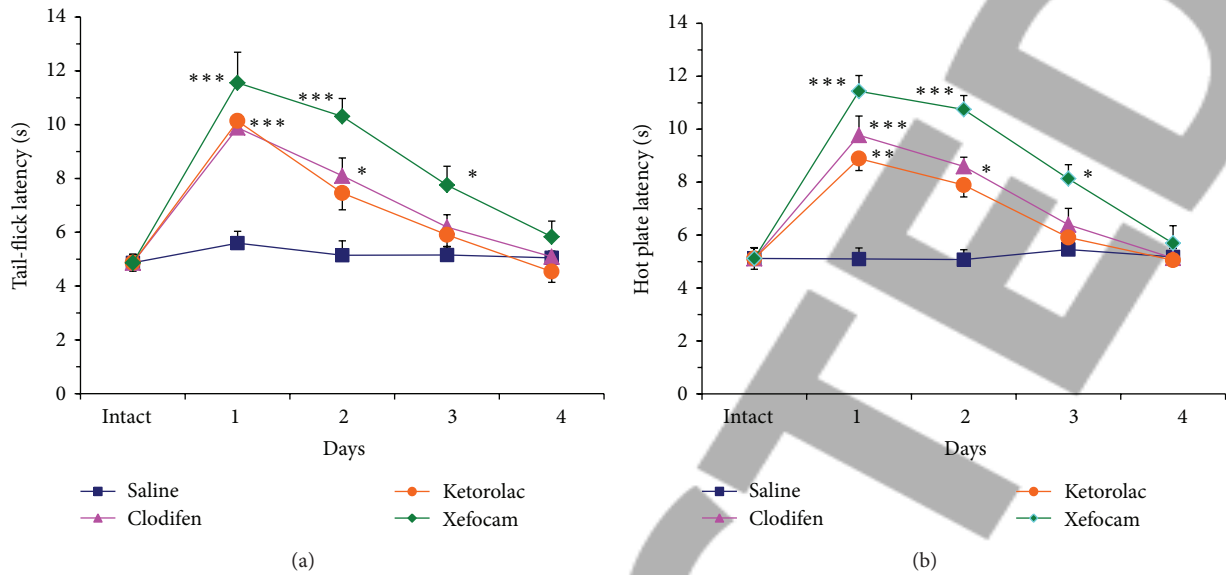 14
12
10
8
6
4
2
0
Tail-flick latency (s)
***
***
***
*
*
Intact 1 2 3 4
Days
Saline
Clodifen
Ketorolac
Xefocam
(a)
14
12
10
8
6
4
2
0
Hot plate latency (s)
***
***
***
**
*
*
Intact 1 2 3 4
Days
Saline
Clodifen
Ketorolac
Xefocam
(b)
TED